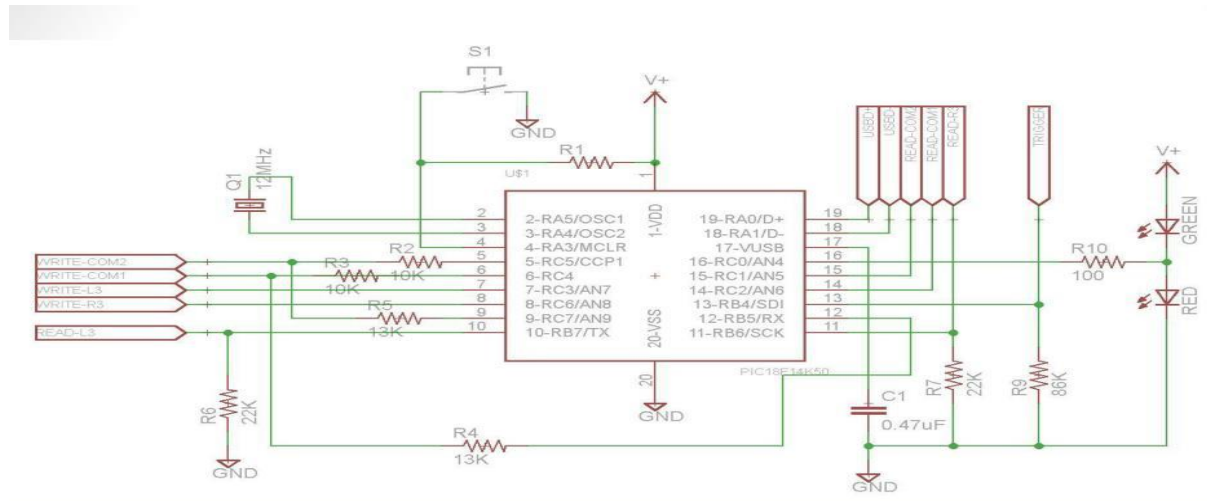 S1
V+
GND
R1
U$1
Q1
12MHz
1
1-VDD
2
3
4
5
6
7
8
9
10
2-RA5/OSC1
3-RA4/OSC2
4-RA3/MCLR
5-RC5/CCP1
6-RC4
7-RC3/AN7
8-RC6/AN8
9-RC7/AN9
10-RB7/TX
19-RA0/D+
18-RA1/D-
17-VUSB
16-RC0/AN4
15-RC1/AN5
14-RC2/AN6
13-RB4/SDI
12-RB5/RX
11-RB6/SCK
19
18
17
16
15
14
13
12
11
20-VSS
20
GND
PIC18F14K50
WRITE-COM2
WRITE-COM1
WRITE-L3
WRITE-R3
READ-L3
R2
10K
R3
10K
R5
13K
R6
22K
GND
R4
13K
USBD+
USBD-
READ-COM2
READ-COM1
READ-R3
TRIGGER
V+
GREEN
RED
R10
100
R7
22K
R9
86K
C1
0.47uF
GND